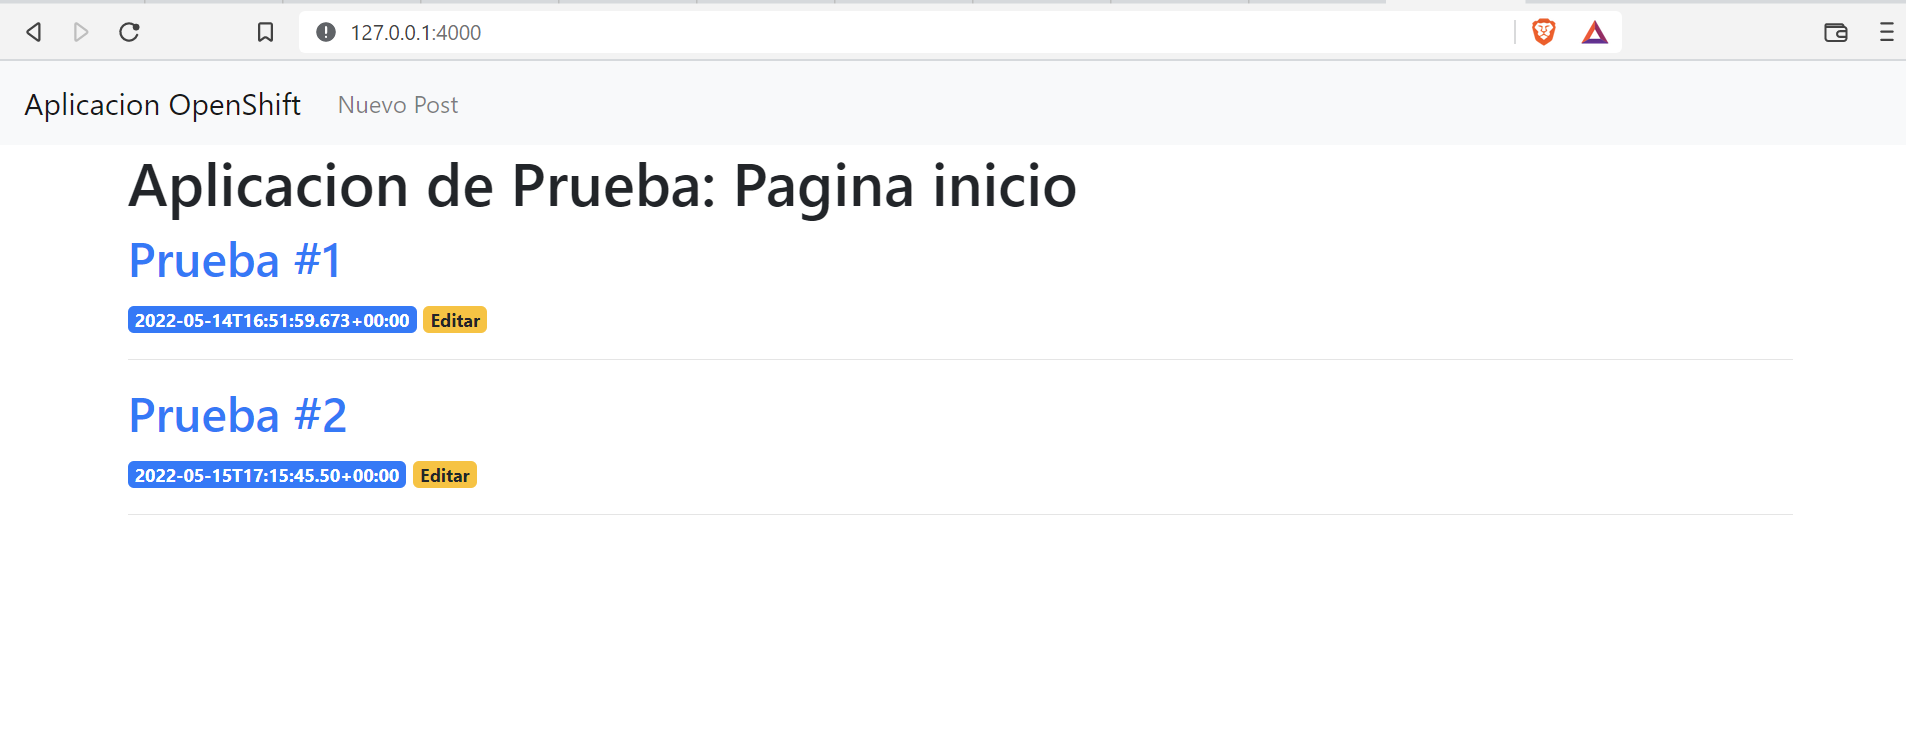 127.0.0.1:4000
Aplicacion OpenShift Nuevo Post
Aplicacion de Prueba: Pagina inicio
Prueba #1
2022-05-14T16:51:59.673+00:00 Editar
Prueba #2
2022-05-15T17:15:45.50+00:00 Editar